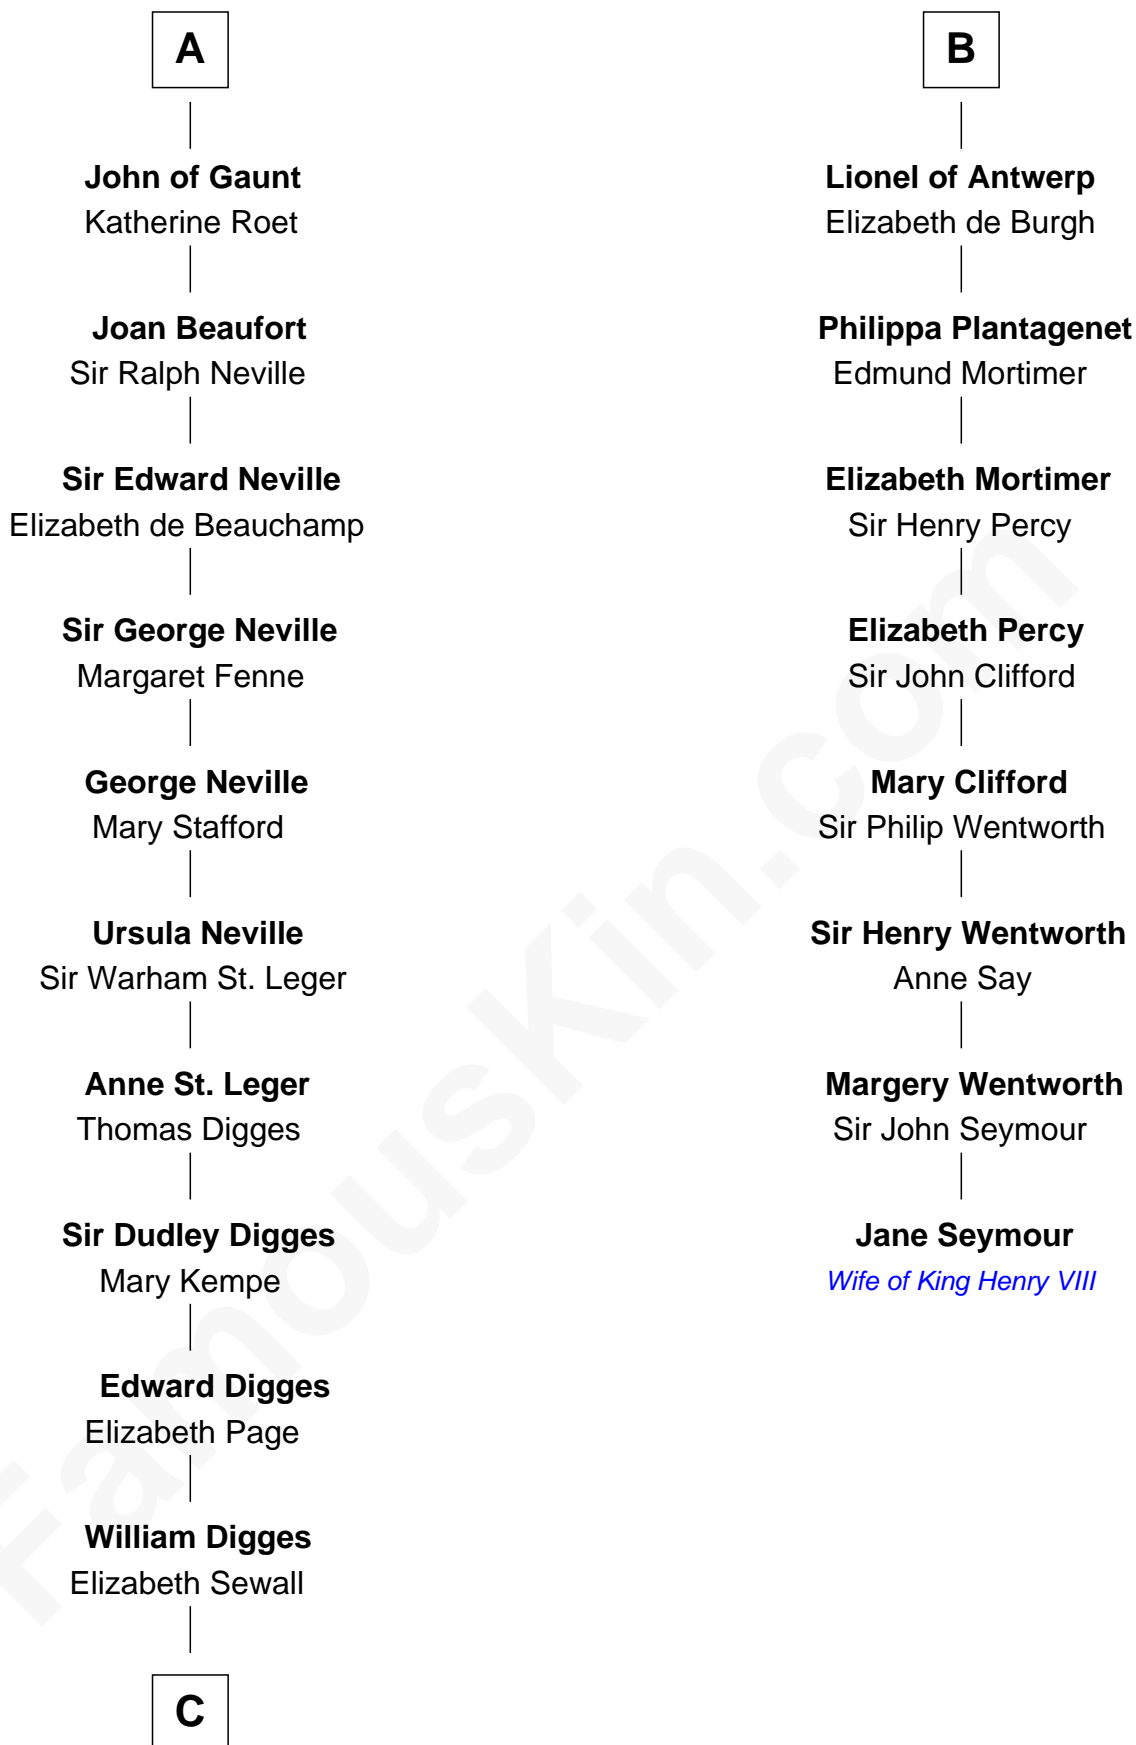 A
John of Gaunt
Katherine Roet
Joan Beaufort
Sir Ralph Neville
Sir Edward Neville
Elizabeth de Beauchamp
Sir George Neville
Margaret Fenne
George Neville
Mary Stafford
Ursula Neville
Sir Warham St. Leger
Anne St. Leger
Thomas Digges
Sir Dudley Digges
Mary Kempe
Edward Digges
Elizabeth Page
William Digges
Elizabeth Sewall
C
B
Lionel of Antwerp
Elizabeth de Burgh
Philippa Plantagenet
Edmund Mortimer
Elizabeth Mortimer
Sir Henry Percy
Elizabeth Percy
Sir John Clifford
Mary Clifford
Sir Philip Wentworth
Sir Henry Wentworth
Anne Say
Margery Wentworth
Sir John Seymour
Jane Seymour
Wife of King Henry VIII
FamousKin.com